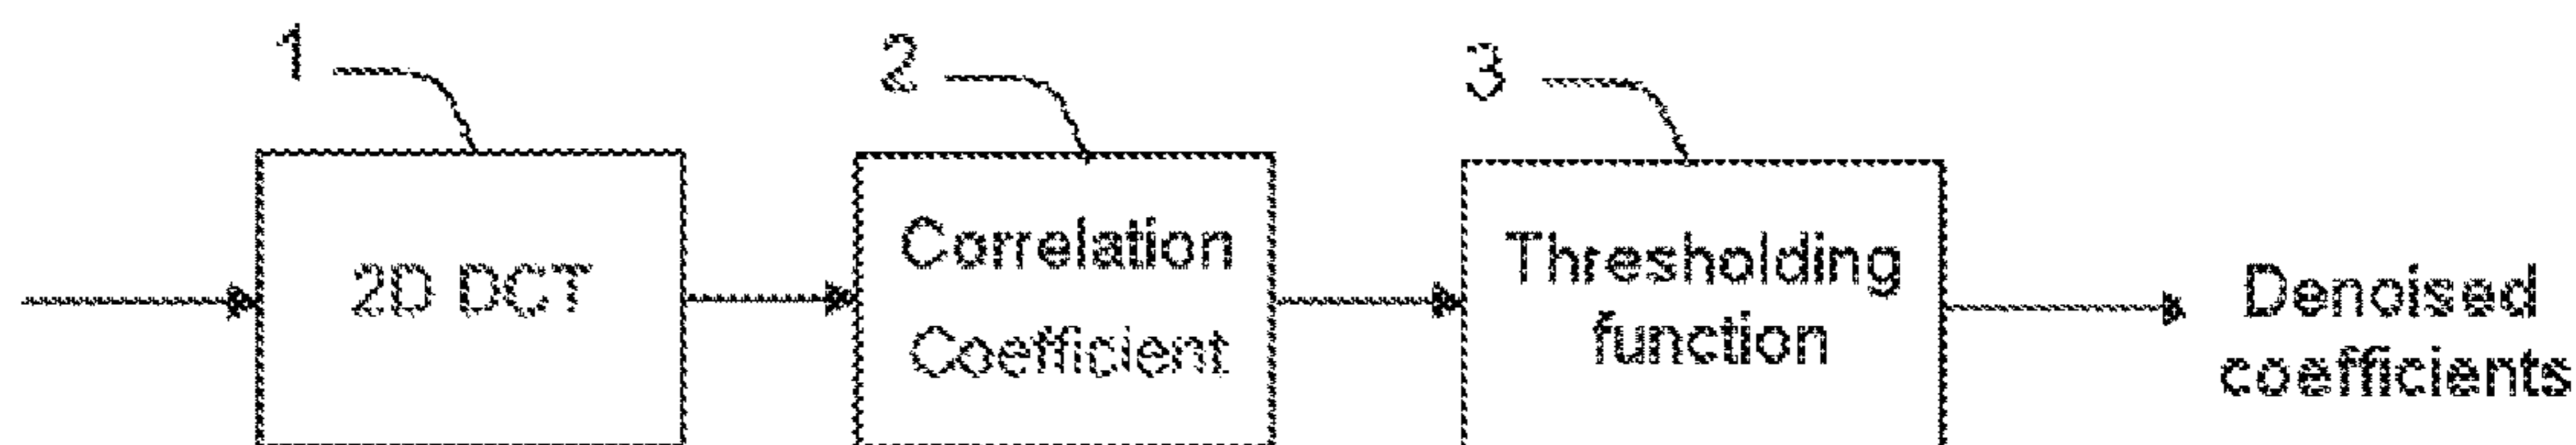 1
2
3
2D DCT
Correlation
Coefficient
Thresholding
function
Denoised
coefficients